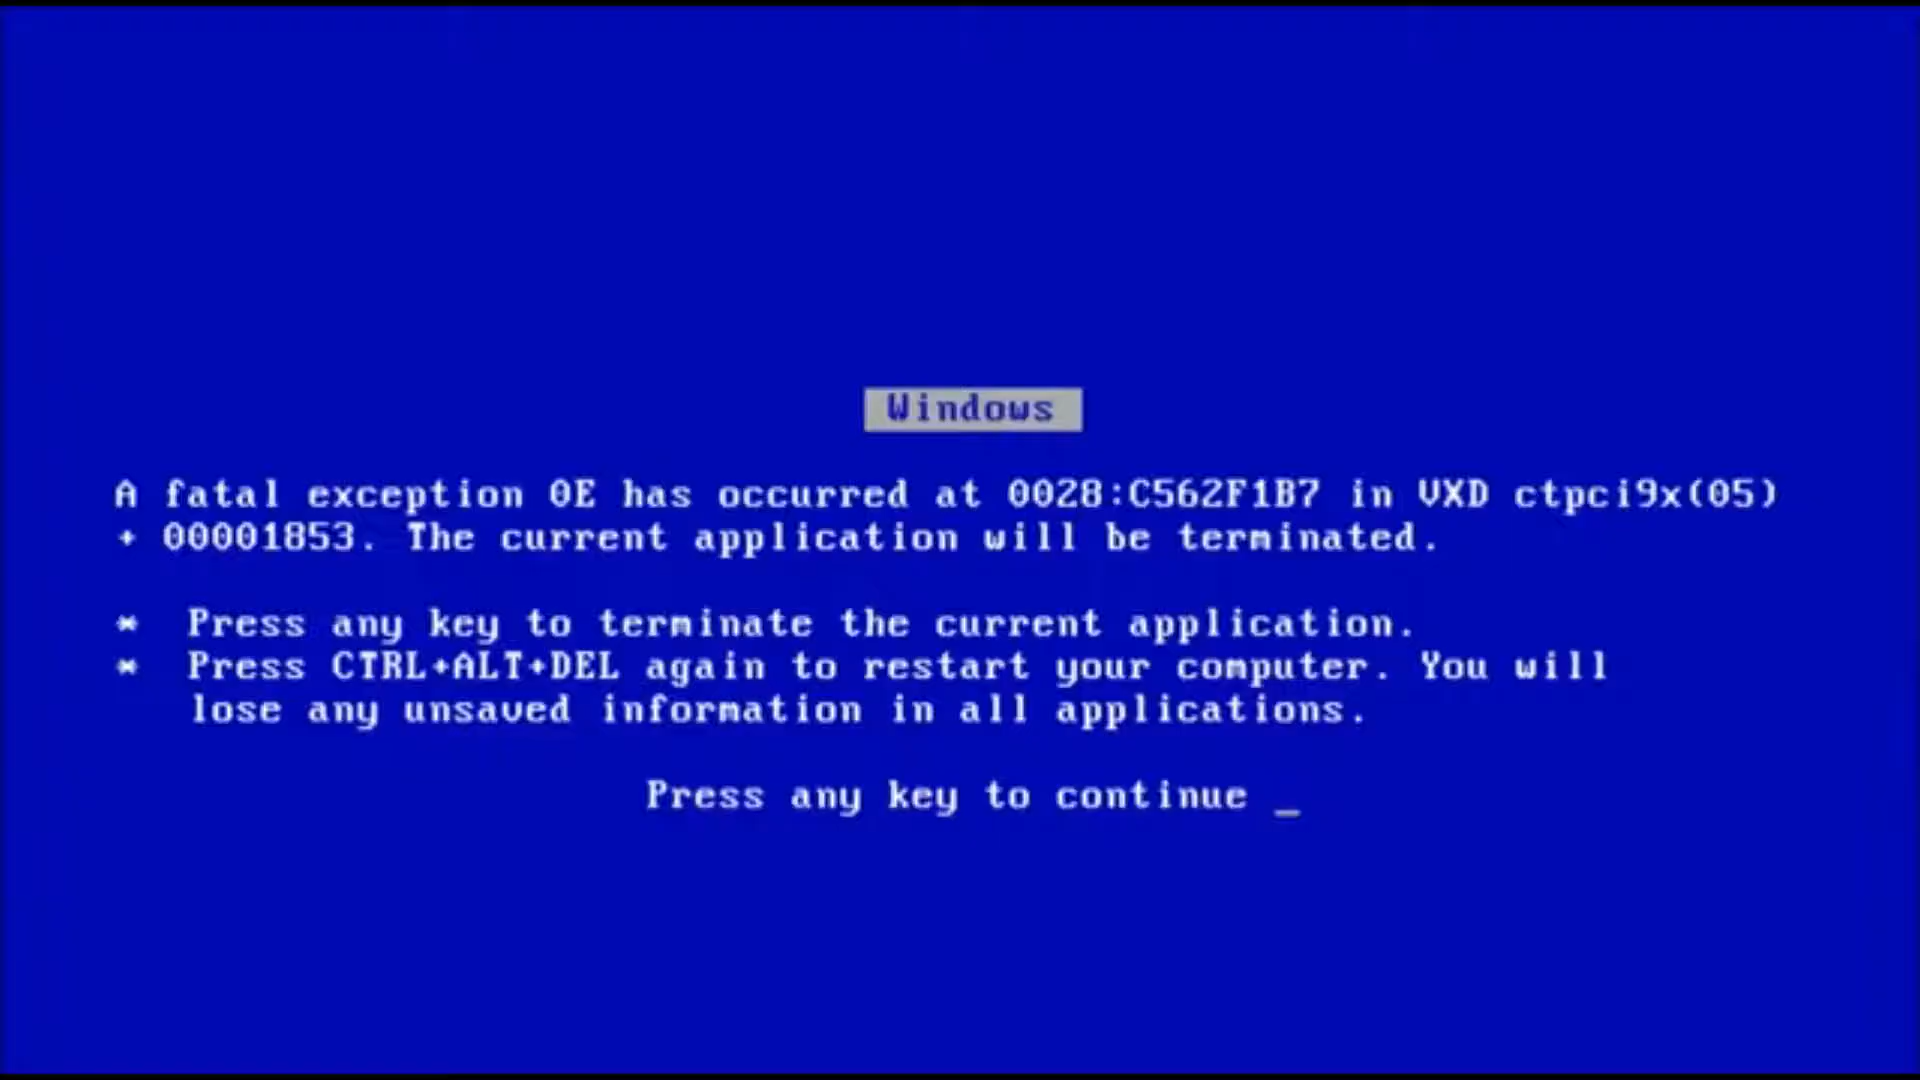 Windows
A fatal exception 0E has occurred at 0028:C562F1B7 in VXD ctpci9x(05)
+ 00001853. The current application will be terminated.
* Press any key to terminate the current application.
* Press CTRL+ALT+DEL again to restart your computer. You will
lose any unsaved information in all applications.
Press any key to continue _